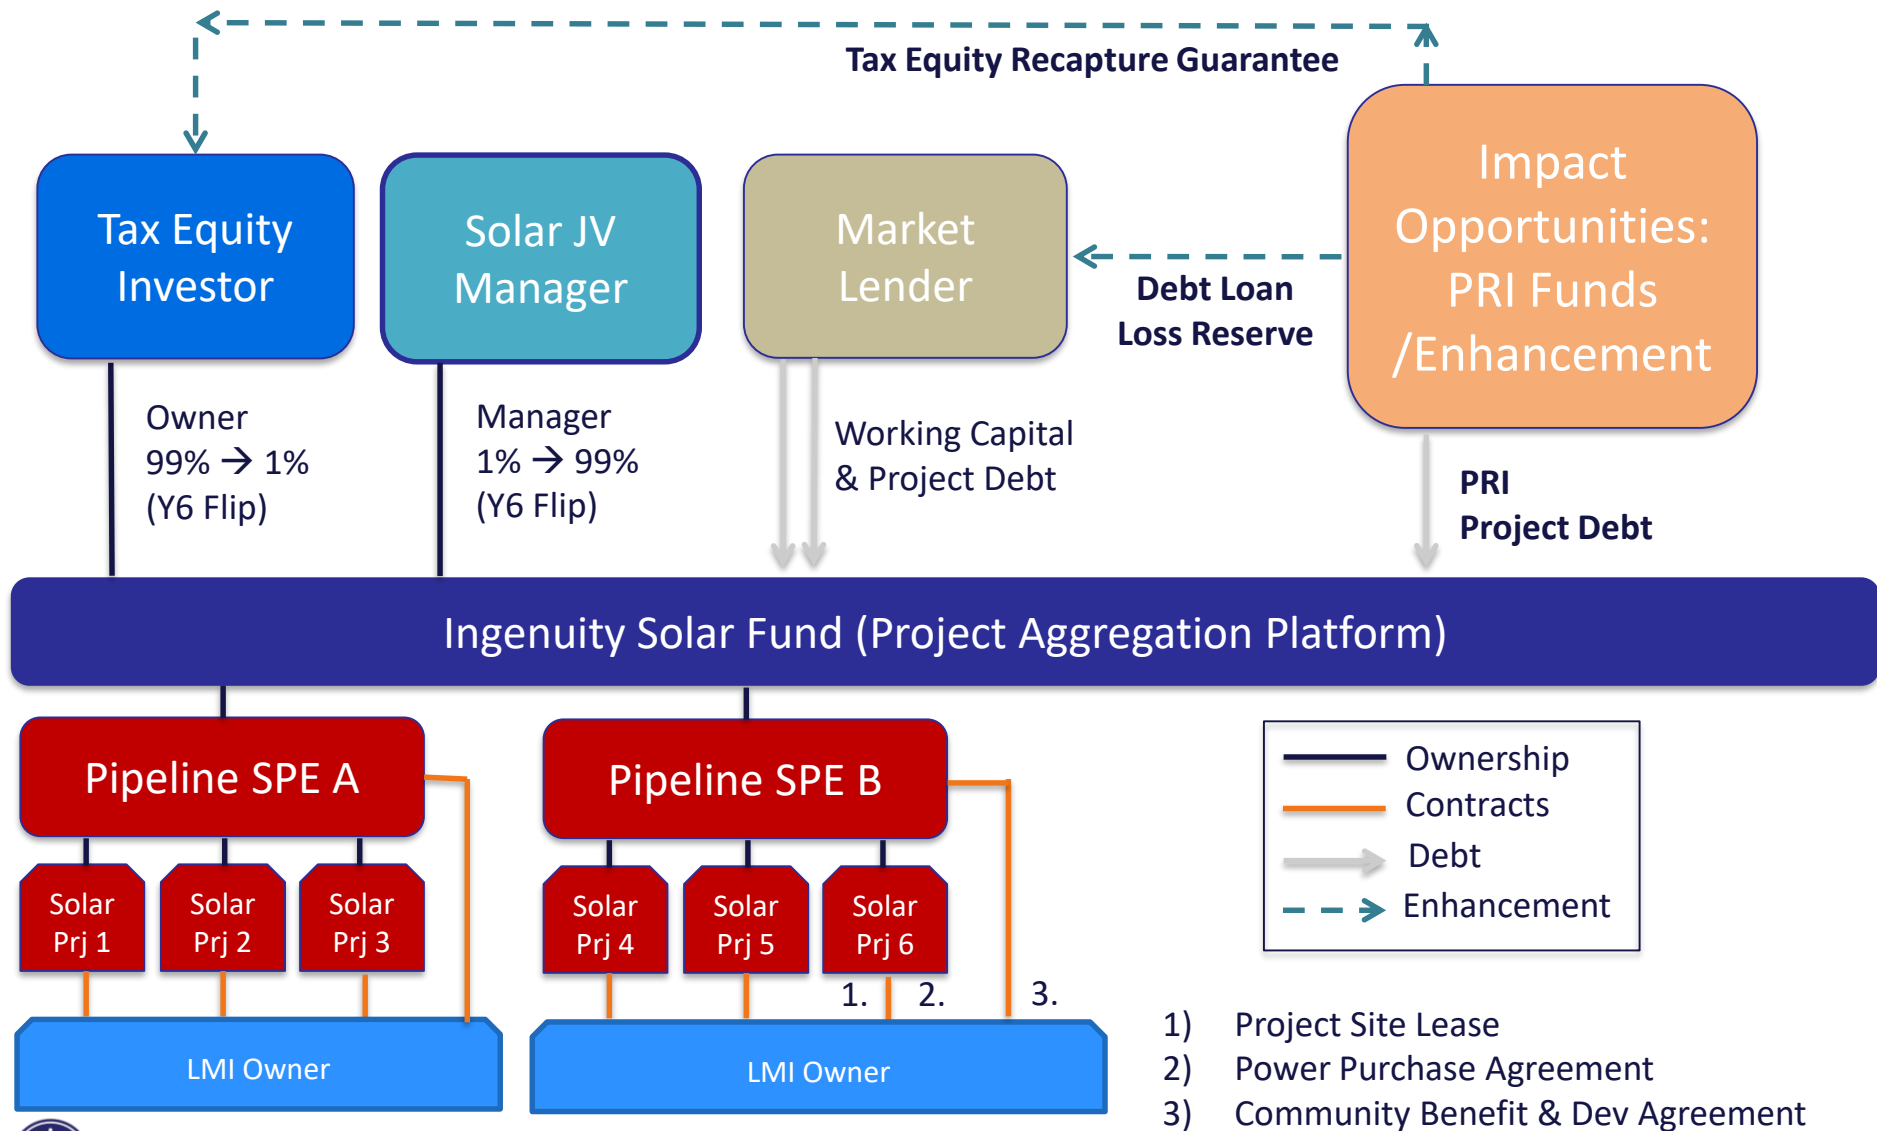 Tax Equity Recapture Guarantee
Tax Equity
Investor
Solar JV
Manager
Market
Lender
Impact
Opportunities:
PRI Funds
/Enhancement
Debt Loan
Loss Reserve
Owner
99% → 1%
(Y6 Flip)
Manager
1% → 99%
(Y6 Flip)
Working Capital
& Project Debt
PRI
Project Debt
Ingenuity Solar Fund (Project Aggregation Platform)
Pipeline SPE A
Pipeline SPE B
Ownership
Contracts
Debt
Enhancement
Solar
Prj 1
Solar
Prj 2
Solar
Prj 3
Solar
Prj 4
Solar
Prj 5
Solar
Prj 6
1.
2.
3.
LMI Owner
LMI Owner
1) Project Site Lease
2) Power Purchase Agreement
3) Community Benefit & Dev Agreement